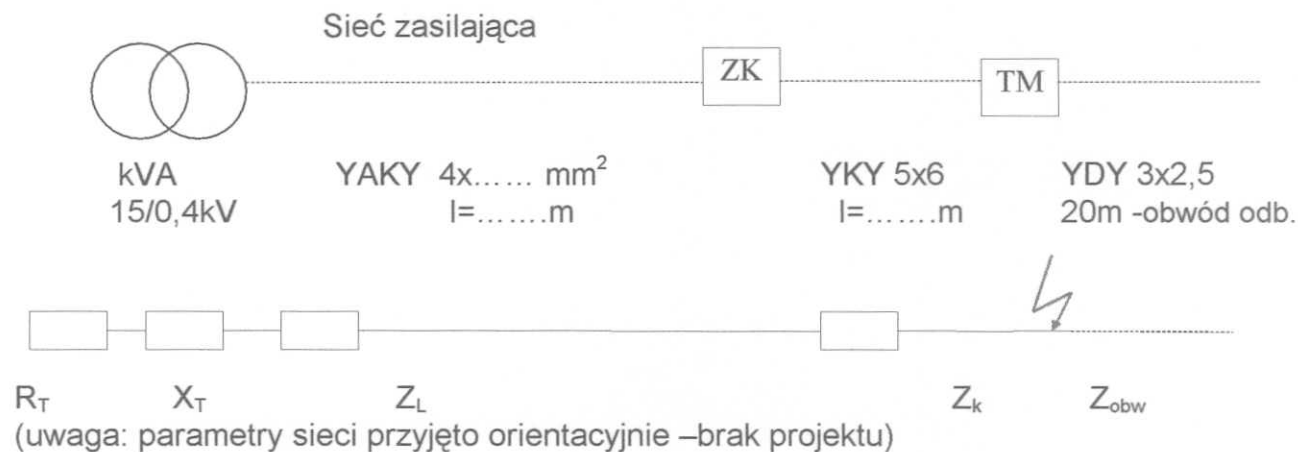 Sieć zasilająca
ZK
TM
kVA YAKY 4x...... mm² YKY 5x6 YDY 3x2,5
15/0,4kV l=.......m l=.......m 20m -obwód odb.
R_T X_T Z_L Z_k Z_obw
(uwaga: parametry sieci przyjęto orientacyjnie –brak projektu)